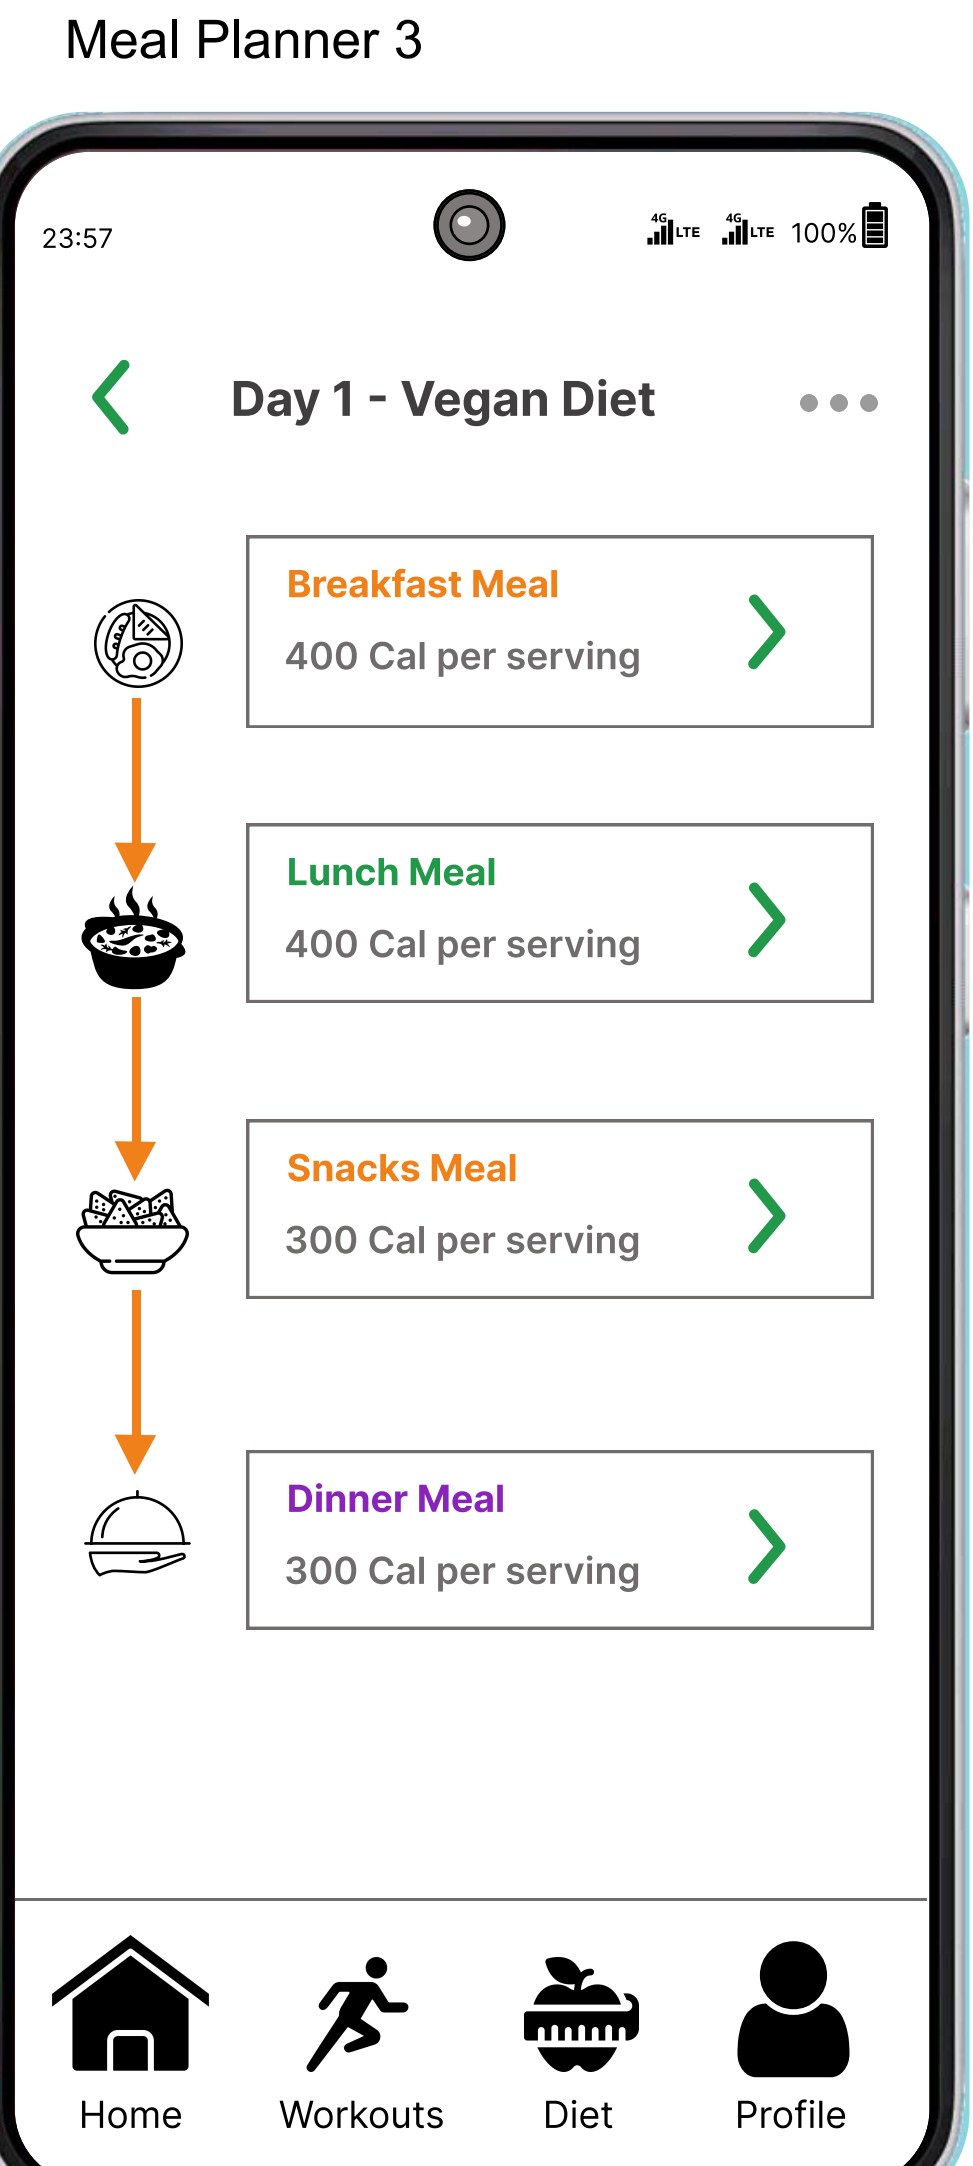 Meal Planner 3
23:57
4G LTE 4G LTE 100%
Day 1 - Vegan Diet
Breakfast Meal
400 Cal per serving
Lunch Meal
400 Cal per serving
Snacks Meal
300 Cal per serving
Dinner Meal
300 Cal per serving
Home Workouts Diet Profile